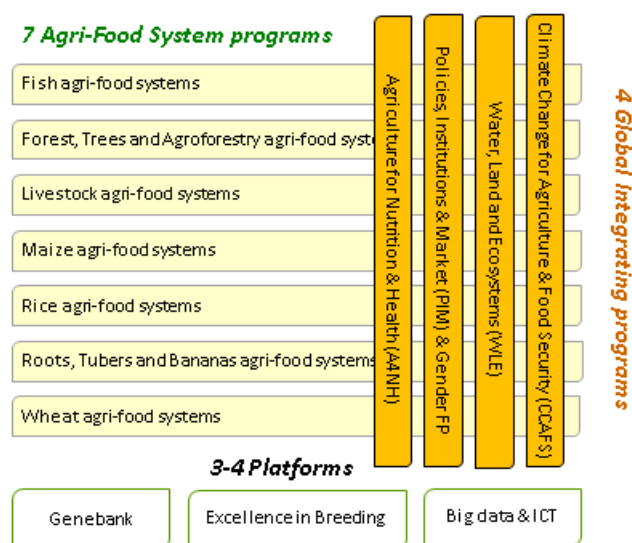 7 Agri-Food System programs
Fish agri-food systems
Forest, Trees and Agroforestry agri-food syst
Livestock agri-food systems
Maize agri-food systems
Rice agri-food systems
Roots, Tubers and Bananas agri-food systems
Wheat agri-food systems
Agriculture for Nutrition & Health (A4NH)
Policies, Institutions & Market (PIM) & Gender FP
Water, Land and Ecosystems (WLE)
Climate Change for Agriculture & Food Security (CCAFS)
4 Global Integrating programs
3-4 Platforms
Genebank
Excellence in Breeding
Big data & ICT